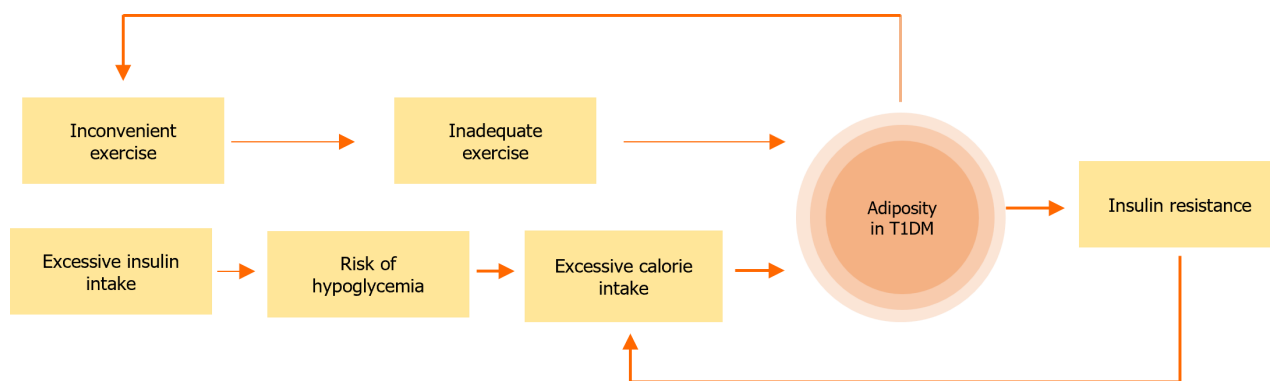 Inconvenient
exercise
Inadequate
exercise
Adiposity
in T1DM
Insulin resistance
Excessive insulin
intake
Risk of
hypoglycemia
Excessive calorie
intake